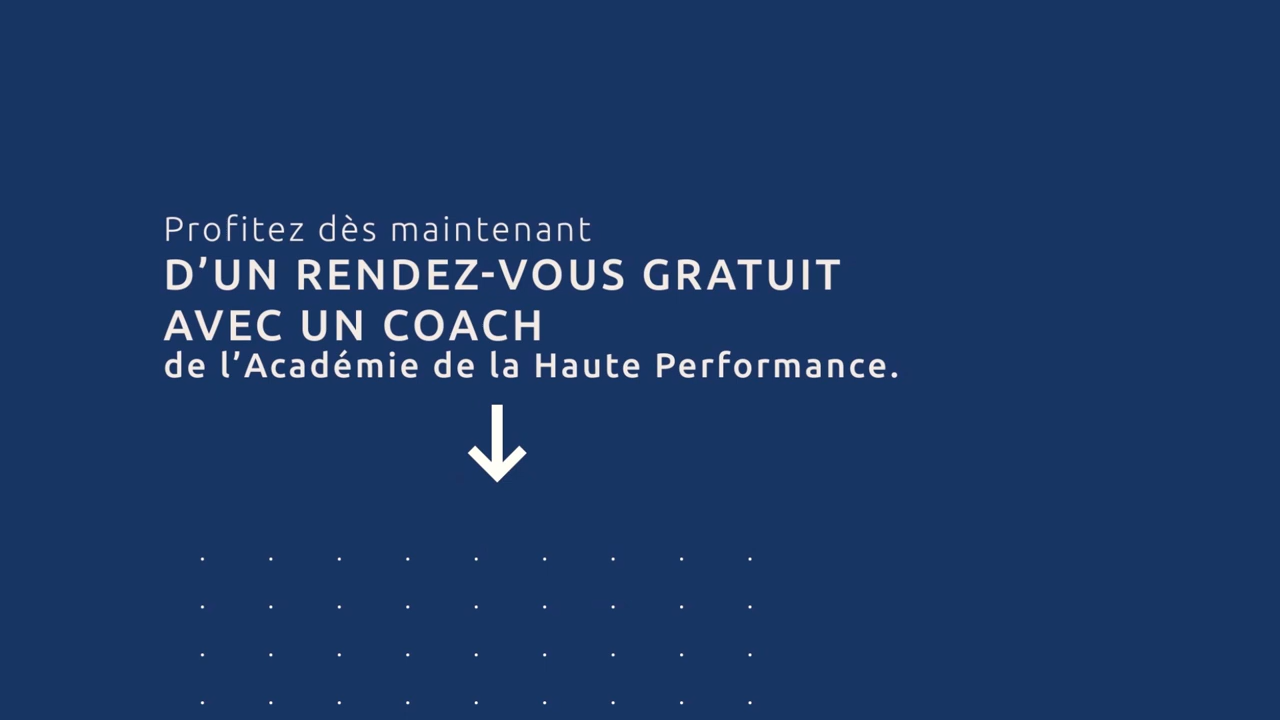 Profitez dès maintenant
D’UN RENDEZ-VOUS GRATUIT
AVEC UN COACH
de l’Académie de la Haute Performance.